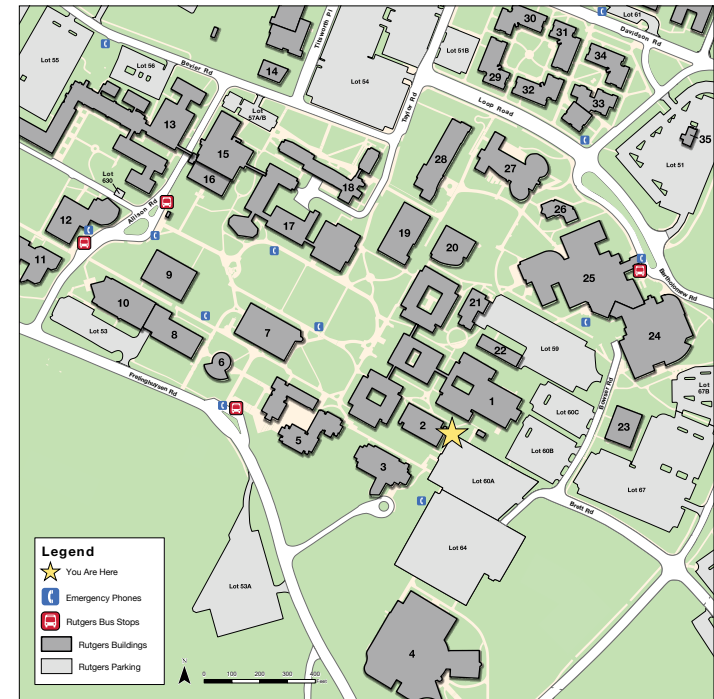 Lot 55
Lot 56
Bevier Rd
14
Titsworth Pl
Lot 54
Lot 51B
30
31
Lot 61
Davidson Rd
34
29
32
33
13
Lot
57A/B
Taylor Rd
Loop Road
35
Lot 51
15
16
Lot
630
18
28
27
12
Allison Rd
17
19
20
26
11
9
25
Bartholomew Rd
10
8
Lot 53
7
21
24
6
22
Lot 59
Frelinghuysen Rd
Lot
67B
1
Lot 60C
Bowser Rd
2
5
23
3
Lot 60B
Lot 60A
Lot 67
Brett Rd
Lot 64
Lot 53A
4
Legend
You Are Here
Emergency Phones
Rutgers Bus Stops
Rutgers Buildings
Rutgers Parking
N
0 100 200 300 400
Feet